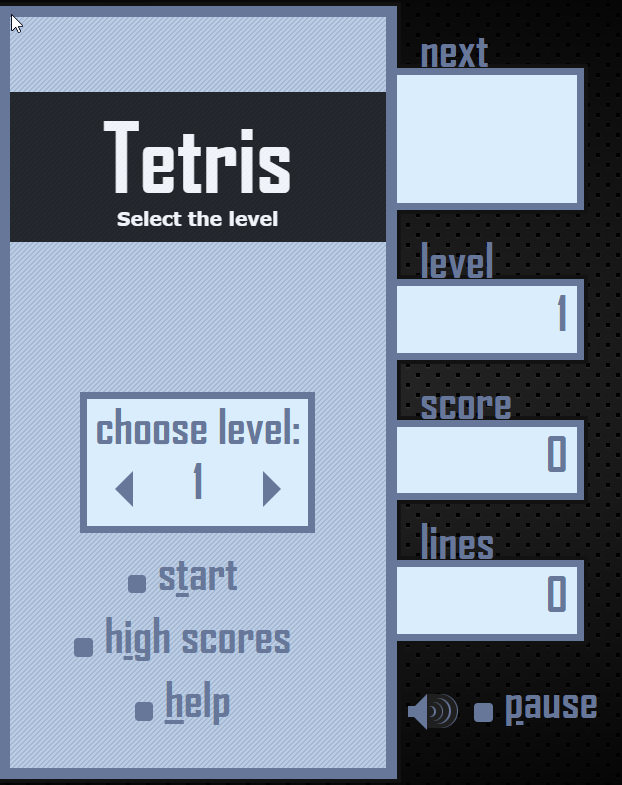 Tetris
Select the level
choose level:
1
start
high scores
help
next
level
1
score
0
lines
0
pause